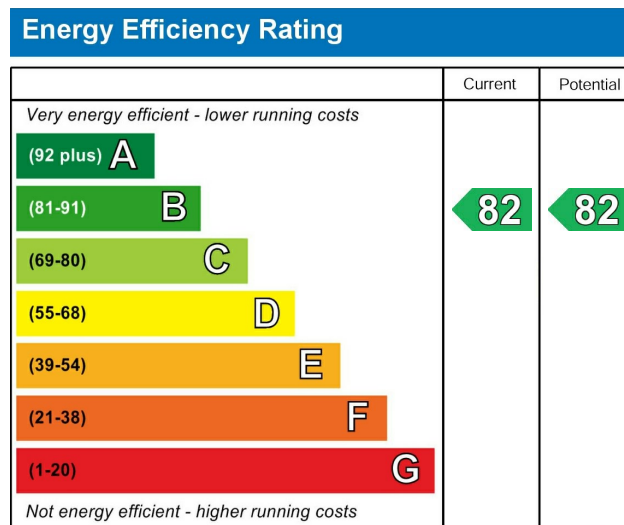 Energy Efficiency Rating
Current Potential
Very energy efficient - lower running costs
(92 plus) A
(81-91) B 82 82
(69-80) C
(55-68) D
(39-54) E
(21-38) F
(1-20) G
Not energy efficient - higher running costs